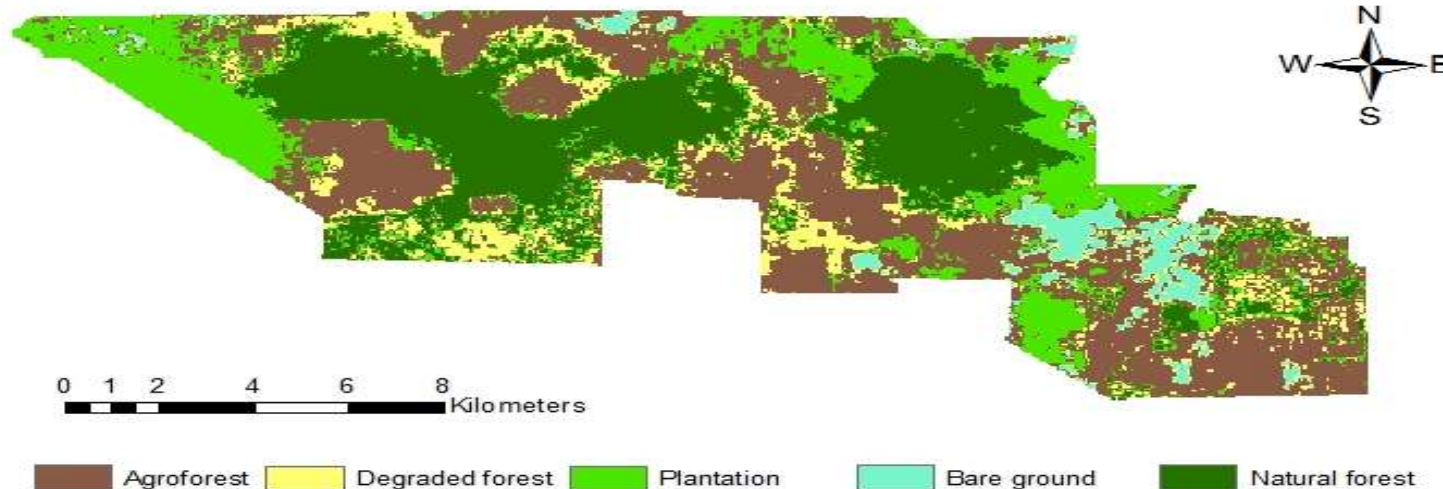 N
W E
S
0 1 2 4 6 8
Kilometers
Agroforest Degraded forest Plantation Bare ground Natural forest